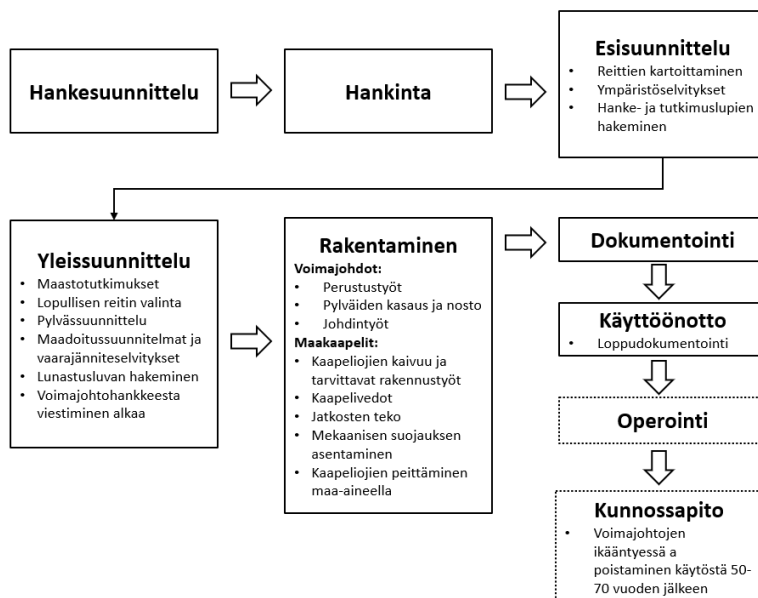 Hankesuunnittelu
Hankinta
Esisuunnittelu
• Reittien kartoittaminen
• Ympäristöselvitykset
• Hanke- ja tutkimuslupien
hakeminen
Yleissuunnittelu
• Maastotutkimukset
• Lopullisen reitin valinta
• Pylvässuunnittelu
• Maadoitussuunnitelmat ja
vaarajänniteselvitykset
• Lunastusluvan hakeminen
• Voimajohtohankkeesta
viestiminen alkaa
Rakentaminen
Voimajohdot:
• Perustustyöt
• Pylväiden kasaus ja nosto
• Johdintyöt
Maakaapelit:
• Kaapeliojien kaivuu ja
tarvittavat rakennustyöt
• Kaapelivedot
• Jatkosten teko
• Mekaanisen suojauksen
asentaminen
• Kaapeliojien peittäminen
maa-aineella
Dokumentointi
Käyttöönotto
• Loppudokumentointi
Operointi
Kunnossapito
• Voimajohtojen
ikääntyessä a
poistaminen käytöstä 50-
70 vuoden jälkeen